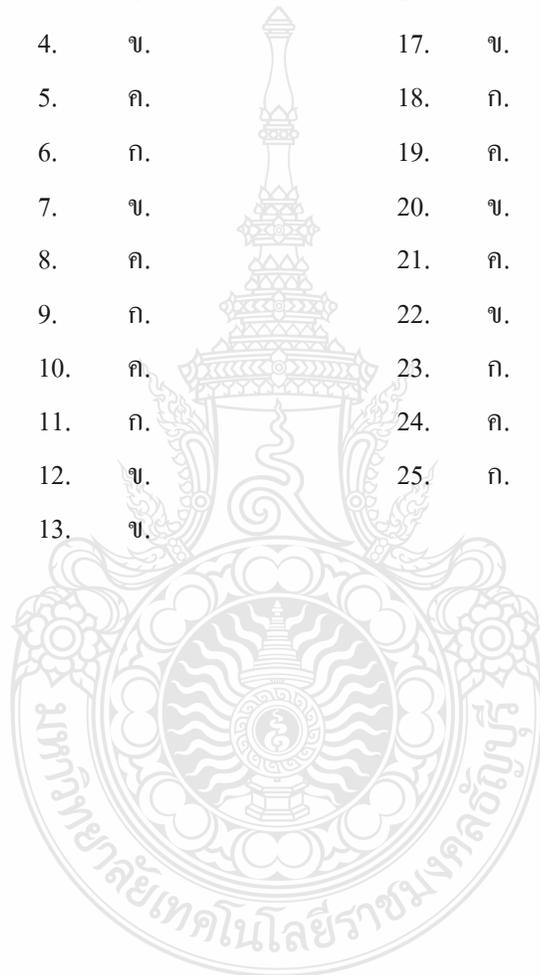 4. ข.
5. ค.
6. ก.
7. ข.
8. ค.
9. ก.
10. ค.
11. ก.
12. ข.
13. ข.
17. ข.
18. ก.
19. ค.
20. ข.
21. ค.
22. ข.
23. ก.
24. ค.
25. ก.
มหาวิทยาลัยเทคโนโลยีราชมงคลธัญบุรี